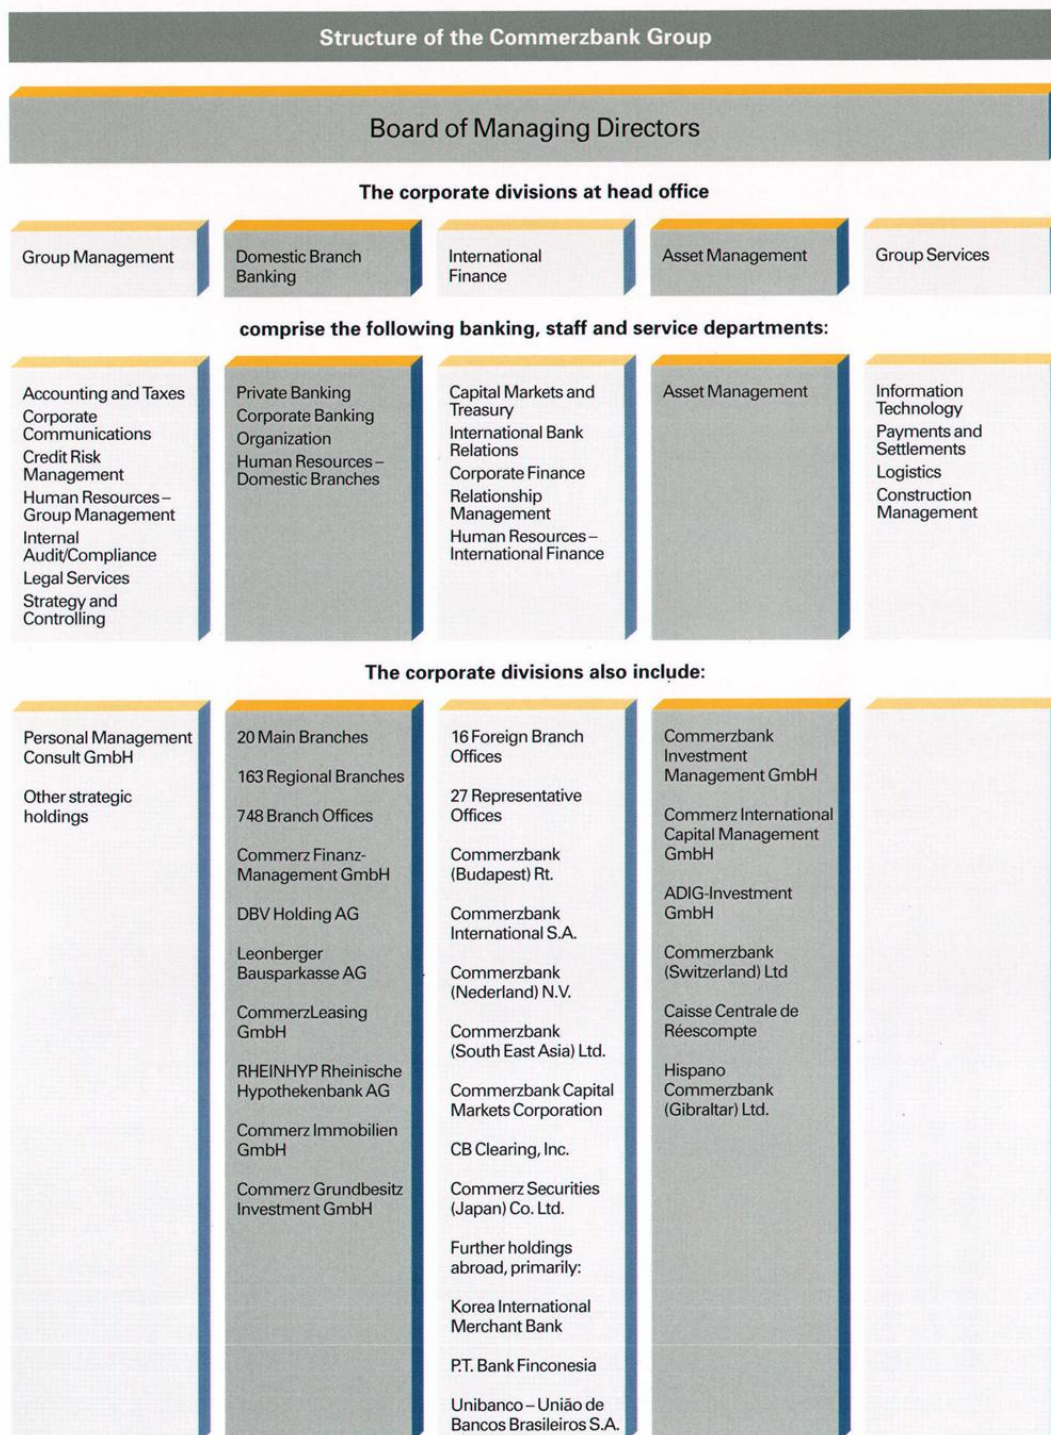 Structure of the Commerzbank Group
Board of Managing Directors
The corporate divisions at head office
Group Management
Domestic Branch
Banking
International
Finance
Asset Management
Group Services
comprise the following banking, staff and service departments:
Accounting and Taxes
Corporate
Communications
Credit Risk
Management
Human Resources –
Group Management
Internal
Audit/Compliance
Legal Services
Strategy and
Controlling
Private Banking
Corporate Banking
Organization
Human Resources –
Domestic Branches
Capital Markets and
Treasury
International Bank
Relations
Corporate Finance
Relationship
Management
Human Resources –
International Finance
Asset Management
Information
Technology
Payments and
Settlements
Logistics
Construction
Management
The corporate divisions also include:
Personal Management
Consult GmbH
Other strategic
holdings
20 Main Branches
163 Regional Branches
748 Branch Offices
Commerz Finanz-
Management GmbH
DBV Holding AG
Leonberger
Bausparkasse AG
CommerzLeasing
GmbH
RHEINHYP Rheinische
Hypothekenbank AG
Commerz Immobilien
GmbH
Commerz Grundbesitz
Investment GmbH
16 Foreign Branch
Offices
27 Representative
Offices
Commerzbank
(Budapest) Rt.
Commerzbank
International S.A.
Commerzbank
(Nederland) N.V.
Commerzbank
(South East Asia) Ltd.
Commerzbank Capital
Markets Corporation
CB Clearing, Inc.
Commerz Securities
(Japan) Co. Ltd.
Further holdings
abroad, primarily:
Korea International
Merchant Bank
P.T. Bank Finconesia
Unibanco – União de
Bancos Brasileiros S.A.
Commerzbank
Investment
Management GmbH
Commerz International
Capital Management
GmbH
ADIG-Investment
GmbH
Commerzbank
(Switzerland) Ltd
Caisse Centrale de
Réescompte
Hispano
Commerzbank
(Gibraltar) Ltd.